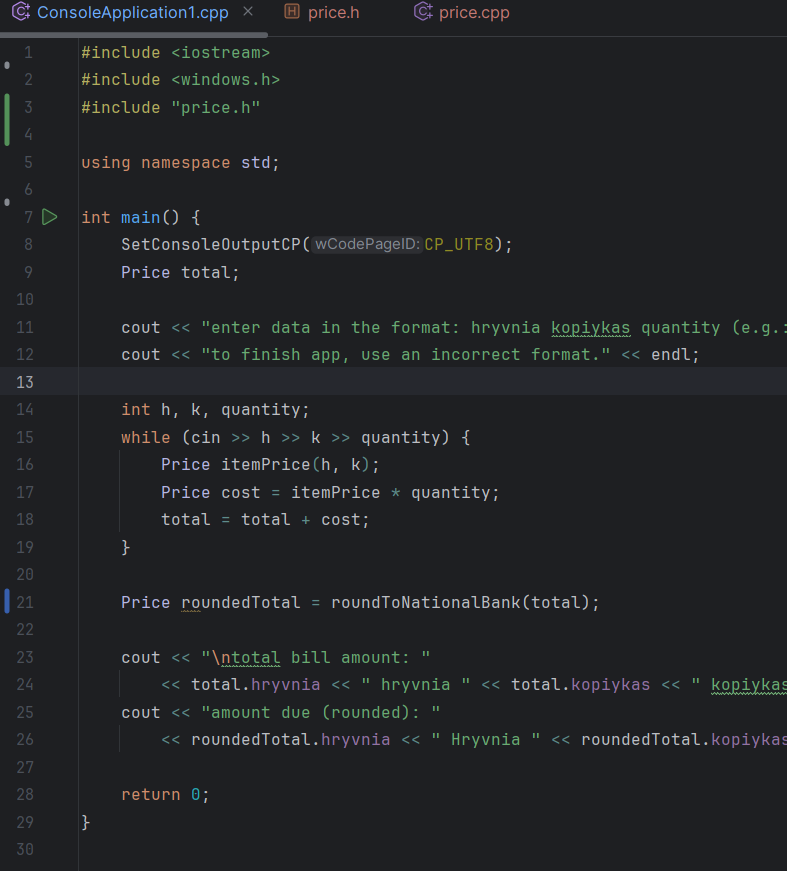 ConsoleApplication1.cpp × price.h price.cpp
1 #include <iostream>
2 #include <windows.h>
3 #include "price.h"
4
5 using namespace std;
6
7 int main() {
8 SetConsoleOutputCP(wCodePageID: CP_UTF8);
9 Price total;
10
11 cout << "enter data in the format: hryvnia kopiykas quantity (e.g.:
12 cout << "to finish app, use an incorrect format." << endl;
13
14 int h, k, quantity;
15 while (cin >> h >> k >> quantity) {
16 Price itemPrice(h, k);
17 Price cost = itemPrice * quantity;
18 total = total + cost;
19 }
20
21 Price roundedTotal = roundToNationalBank(total);
22
23 cout << "\ntotal bill amount: "
24 << total.hryvnia << " hryvnia " << total.kopiykas << " kopiykas
25 cout << "amount due (rounded): "
26 << roundedTotal.hryvnia << " Hryvnia " << roundedTotal.kopiykas
27
28 return 0;
29 }
30